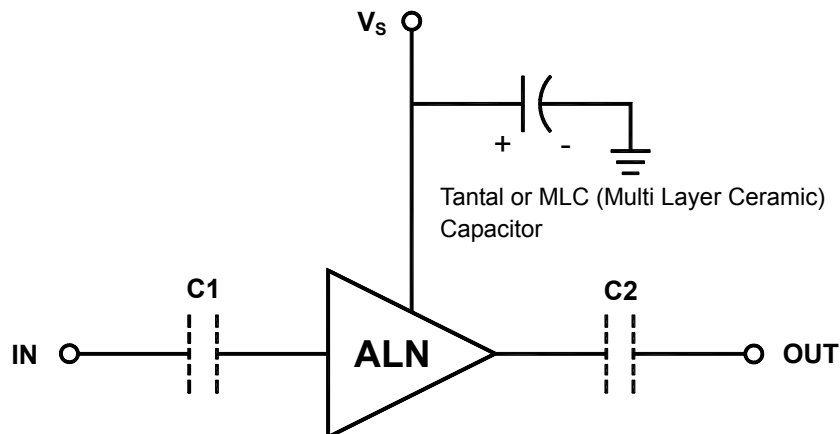 Vₛ
+ -
Tantal or MLC (Multi Layer Ceramic)
Capacitor
C1
C2
IN
ALN
OUT